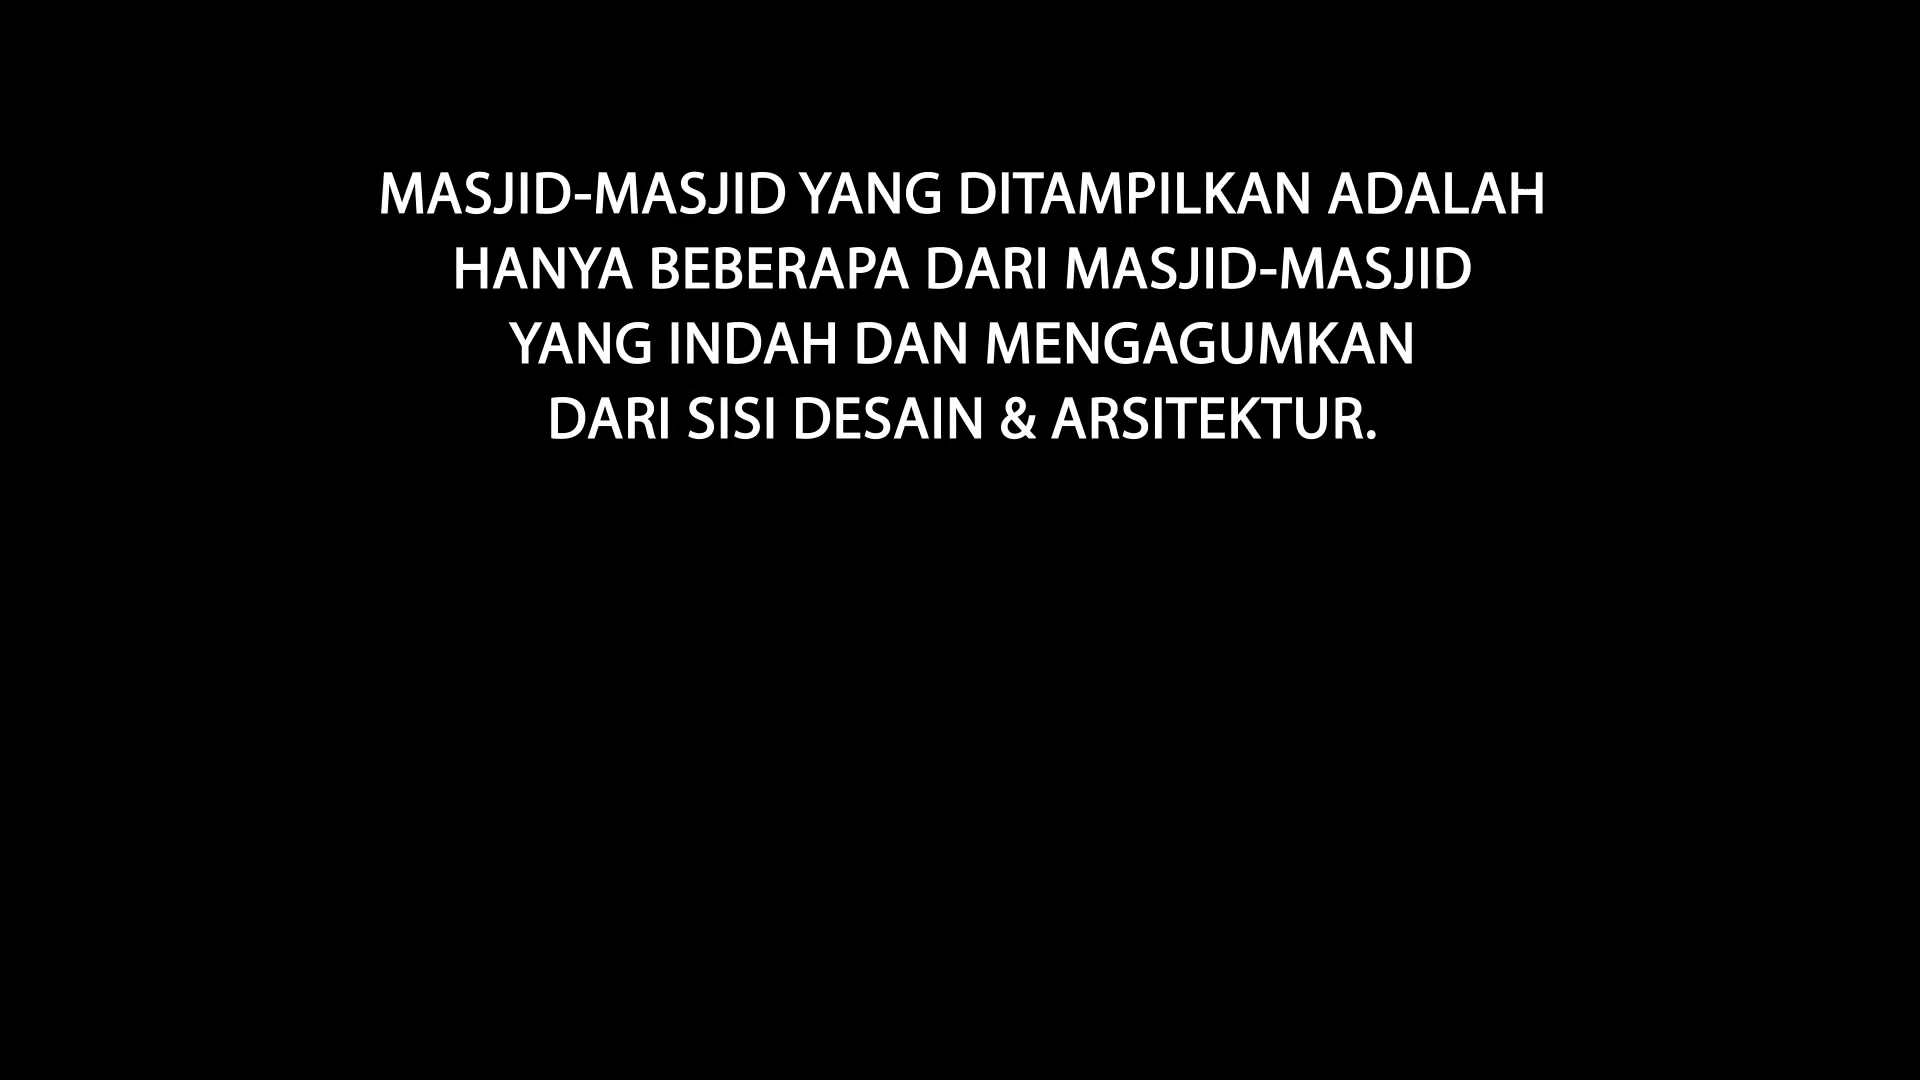 MASJID-MASJID YANG DITAMPILKAN ADALAH
HANYA BEBERAPA DARI MASJID-MASJID
YANG INDAH DAN MENGAGUMKAN
DARI SISI DESAIN & ARSITEKTUR.